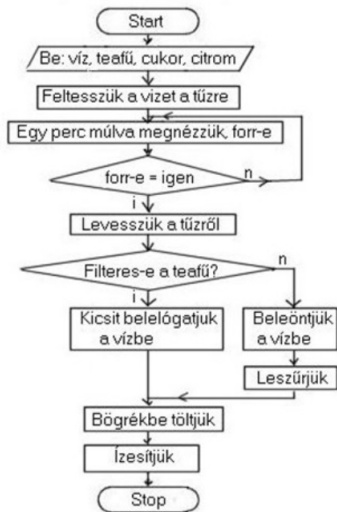 Start
Be: víz, teafű, cukor, citrom
Feltesszük a vizet a tűzre
Egy perc múlva megnézzük, forr-e
forr-e = igen
n
i
Levesszük a tűzről
Filteres-e a teafű?
n
i
Kicsit belelógatjuk
a vízbe
Beleöntjük
a vízbe
Leszűrjük
Bögrékbe töltjük
Ízesítjük
Stop